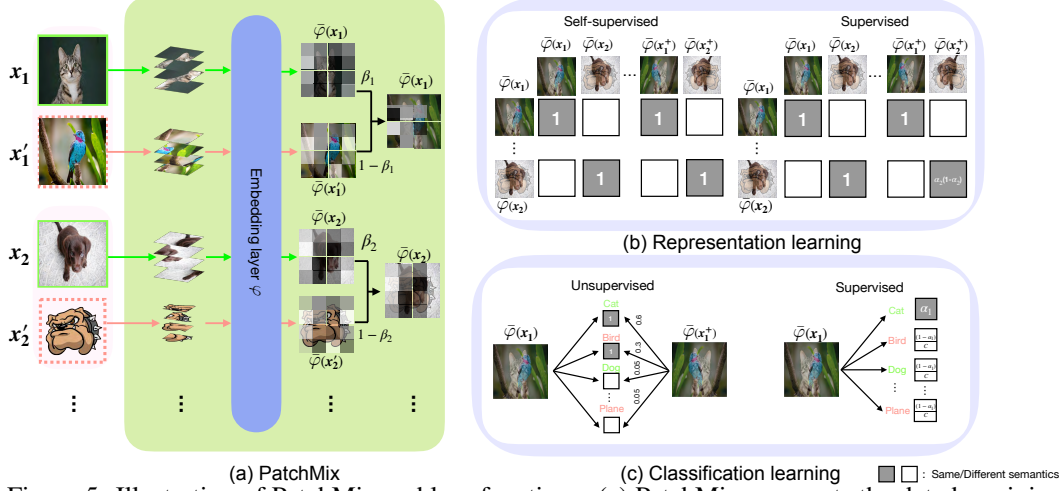 x₁
x′₁
x₂
x′₂
⋮
Embedding layer φ
φ̄(x₁)
φ̄(x′₁)
β₁
1 − β₁
φ̄(x₁)
φ̄(x₂)
φ̄(x′₂)
β₂
1 − β₂
φ̄(x₂)
(a) PatchMix
Self-supervised
φ̄(x₁) φ̄(x₂) ... φ̄(x₁⁺) φ̄(x₂⁺)
φ̄(x₁)
1 1
⋮
1 1
φ̄(x₂)
Supervised
φ̄(x₁) φ̄(x₂) ... φ̄(x₁⁺) φ̄(x₂⁺)
φ̄(x₁)
1 1
⋮
1 α₂(1-α₂)
φ̄(x₂)
(b) Representation learning
Unsupervised
φ̄(x₁) φ̄(x₁⁺)
Cat
1 0.6
Bird
1 0.3
Dog
0.05
⋮
Plane
0.05
Supervised
φ̄(x₁)
Cat α₁
Bird (1 − α₁)/C
Dog (1 − α₁)/C
⋮ ⋮
Plane (1 − α₁)/C
(c) Classification learning
: Same/Different semantics